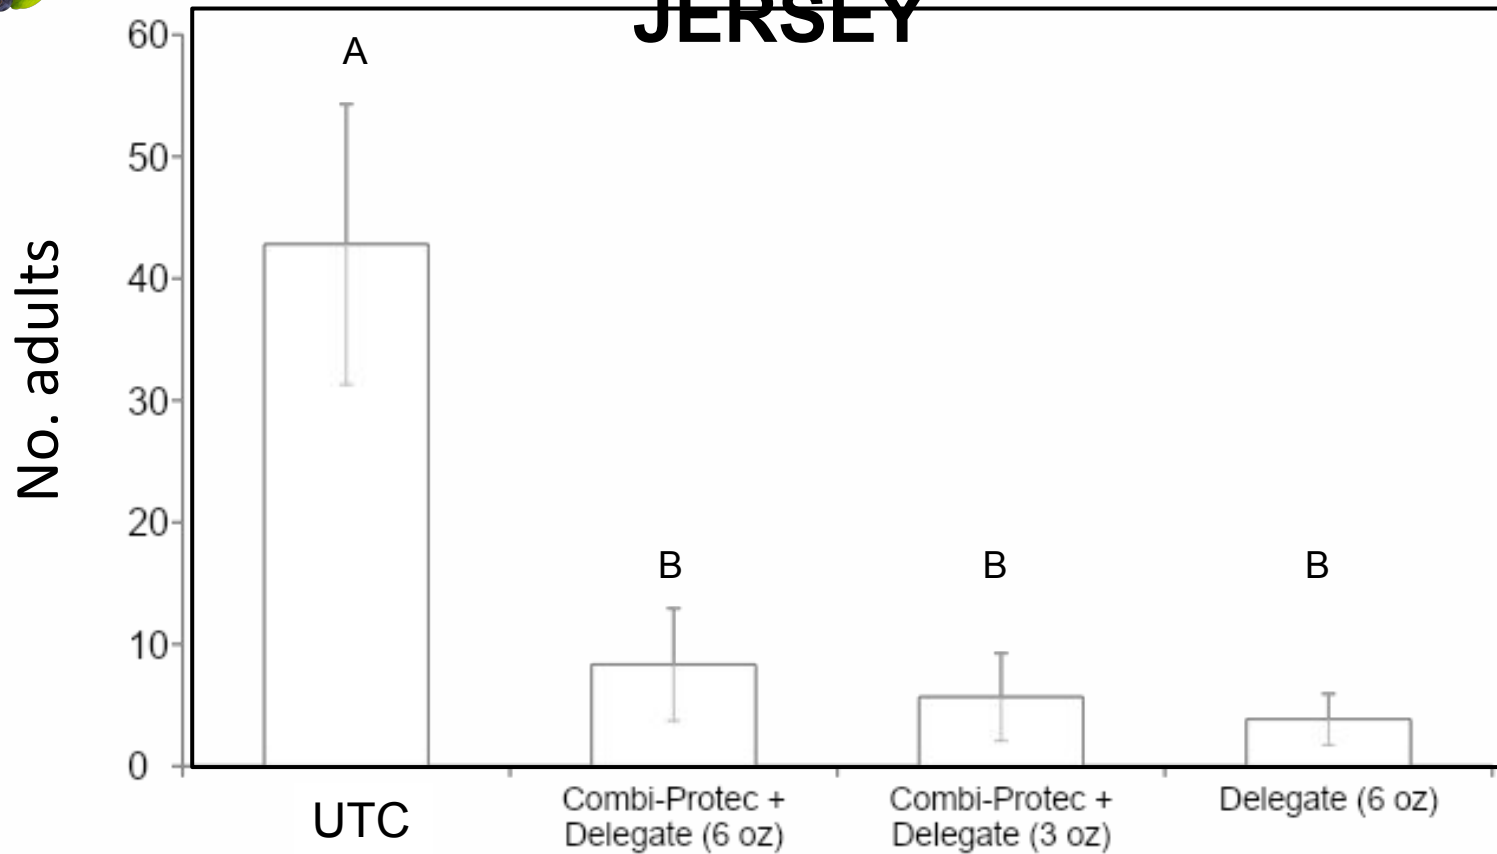 JERSEY
60
50
40
30
20
10
0
No. adults
A
B
B
B
UTC
Combi-Protec +
Delegate (6 oz)
Combi-Protec +
Delegate (3 oz)
Delegate (6 oz)